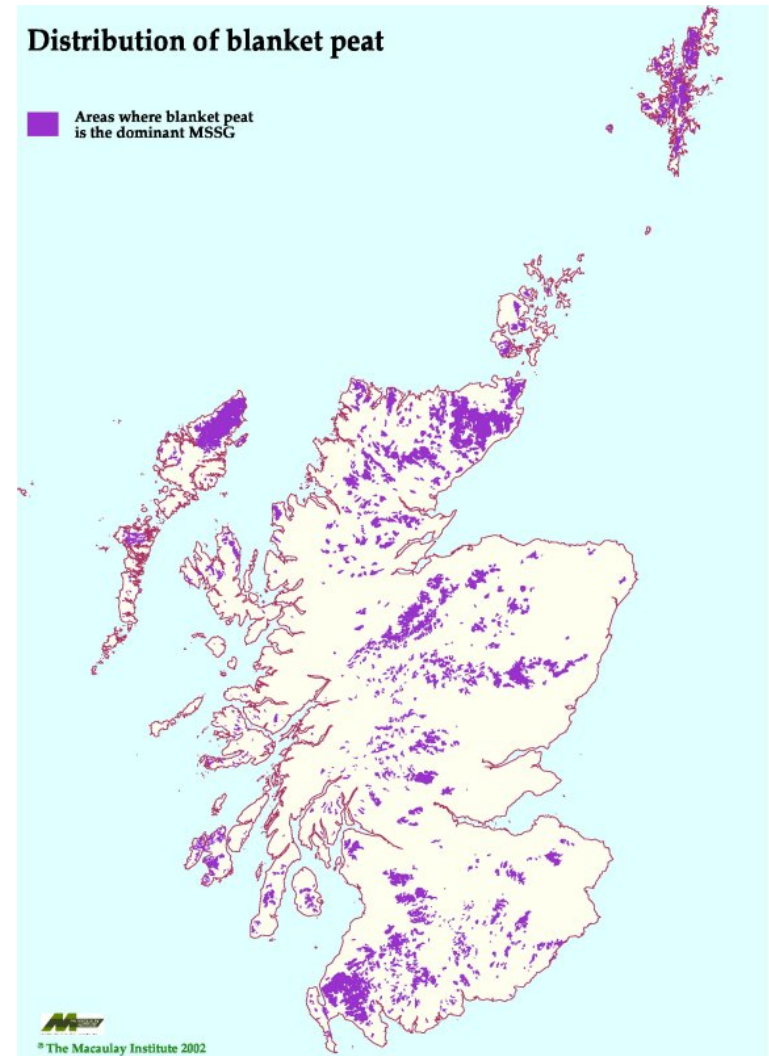 Distribution of blanket peat
Areas where blanket peat
is the dominant MSSG
© The Macaulay Institute 2002